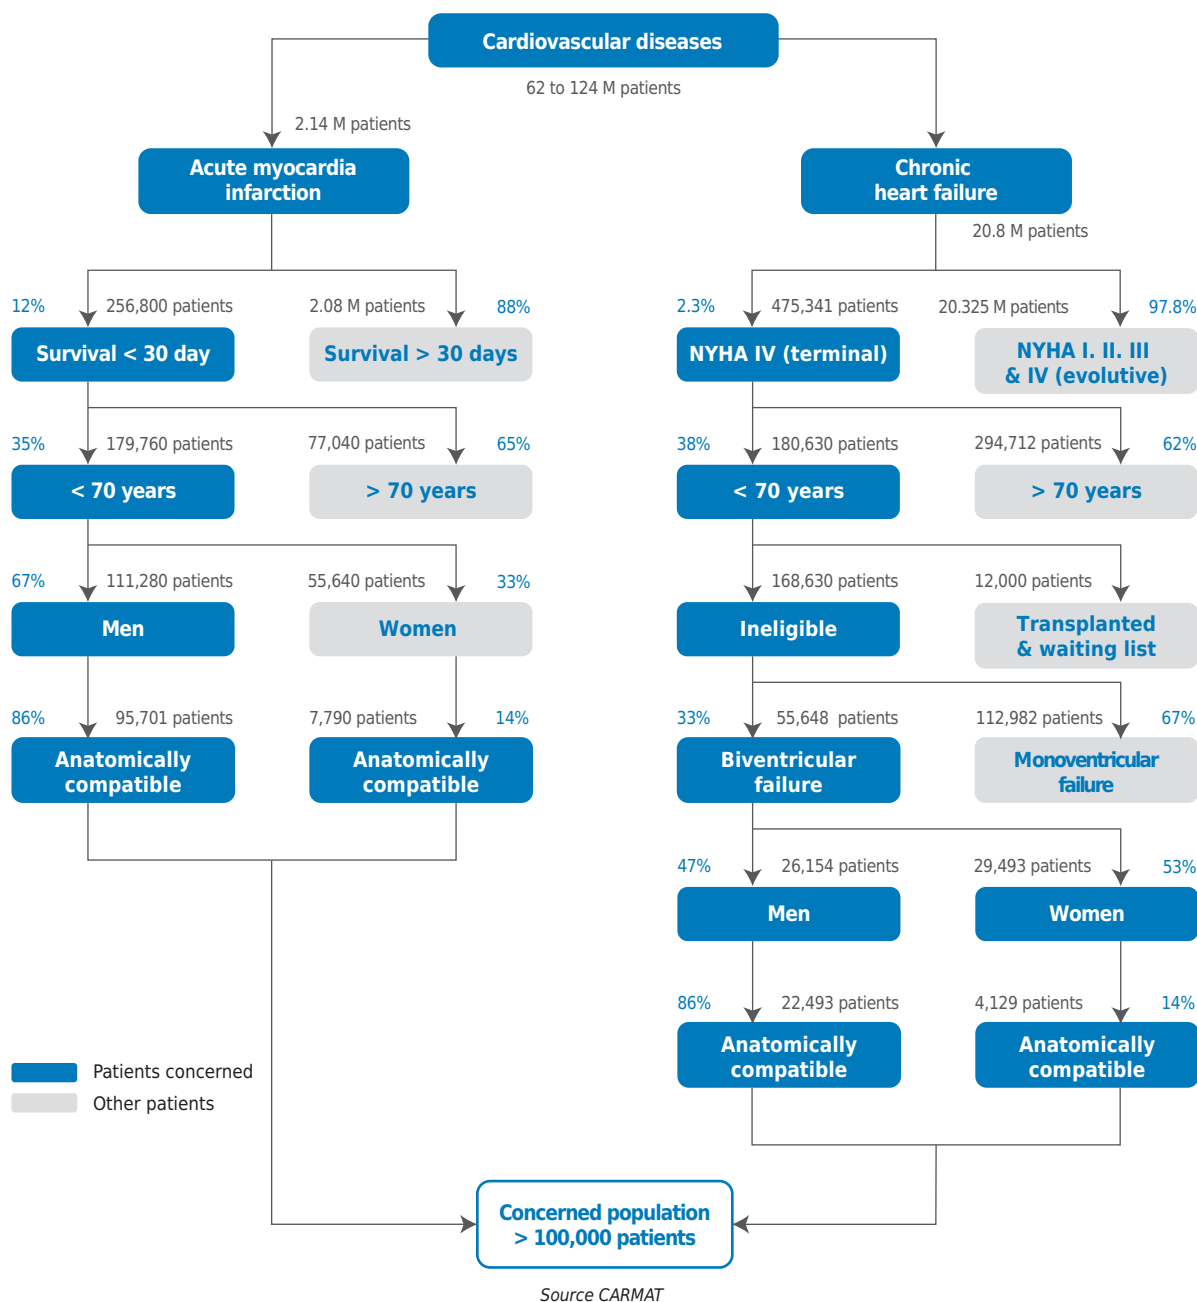 Cardiovascular diseases
62 to 124 M patients
2.14 M patients
Acute myocardia
infarction
Chronic
heart failure
20.8 M patients
12% 256,800 patients 2.08 M patients 88% 2.3% 475,341 patients 20.325 M patients 97.8%
Survival < 30 day
Survival > 30 days
NYHA IV (terminal)
NYHA I. II. III
& IV (evolutive)
35% 179,760 patients 77,040 patients 65% 38% 180,630 patients 294,712 patients 62%
< 70 years
> 70 years
< 70 years
> 70 years
67% 111,280 patients 55,640 patients 33% 168,630 patients 12,000 patients
Men
Women
Ineligible
Transplanted
& waiting list
86% 95,701 patients 7,790 patients 14% 33% 55,648 patients 112,982 patients 67%
Anatomically
compatible
Anatomically
compatible
Biventricular
failure
Monoventricular
failure
47% 26,154 patients 29,493 patients 53%
Men
Women
86% 22,493 patients 4,129 patients 14%
Anatomically
compatible
Anatomically
compatible
Patients concerned
Other patients
Concerned population
> 100,000 patients
Source CARMAT